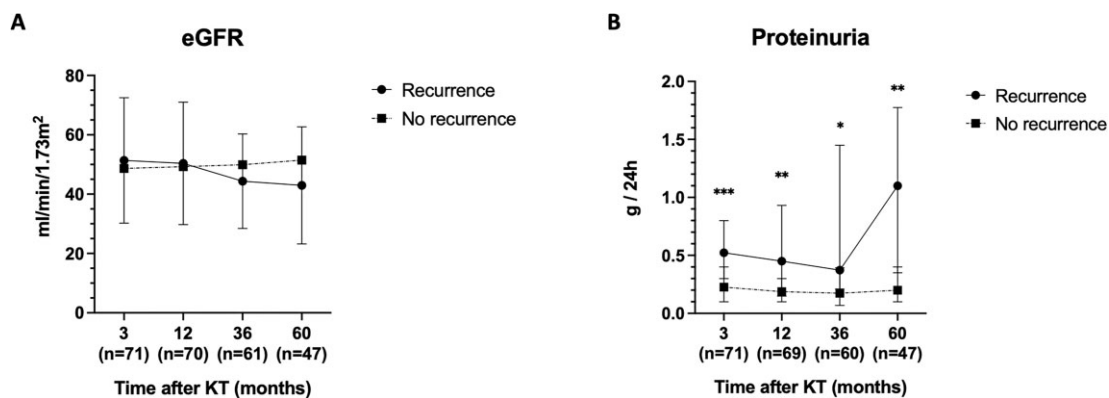 A
eGFR
80
60
40
20
0
ml/min/1.73m²
3 12 36 60
(n=71) (n=70) (n=61) (n=47)
Time after KT (months)
Recurrence
No recurrence
B
Proteinuria
2.0
1.5
1.0
0.5
0.0
g / 24h
*** ** * **
3 12 36 60
(n=71) (n=69) (n=60) (n=47)
Time after KT (months)
Recurrence
No recurrence